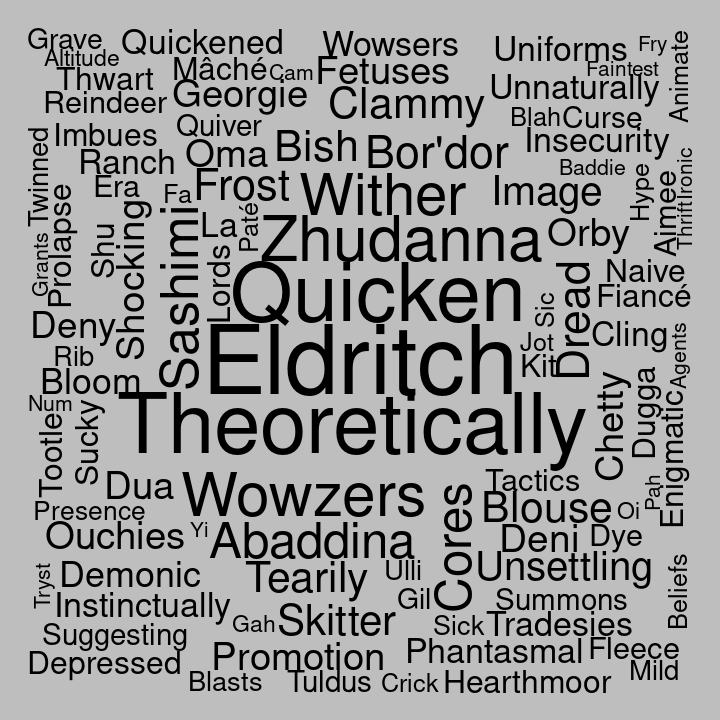 Grave
Quickened
Wowsers
Uniforms
Fry
Animate
Altitude
Thwart
Mâché
Cam
Fetuses
Faintest
Unnaturally
Reindeer
Georgie
Clammy
Blah
Curse
Imbues
Quiver
Insecurity
Twinned
Ranch
Oma
Bish
Bor'dor
Baddie
Thrift
Ironic
Era
Fa
Frost
Wither
Image
Hype
Aimee
Grants
Prolapse
Shu
Shocking
Sashimi
La
Paté
Zhudanna
Orby
Lords
Quicken
Sic
Dread
Naive
Fiancé
Deny
Eldritch
Jot
Cling
Agents
Rib
Kit
Bloom
Num
Theoretically
Chetty
Dugga
Enigmatic
Tootle
Sucky
Dua
Wowzers
Cores
Tactics
Pah
Presence
Blouse
Oi
Ouchies
Yi
Abaddina
Deni
Dye
Tryst
Demonic
Tearily
Ulli
Unsettling
Beliefs
Instinctually
Gil
Summons
Suggesting
Gah
Skitter
Sick
Tradesies
Depressed
Promotion
Phantasmal
Fleece
Mild
Blasts
Tuldus
Crick
Hearthmoor